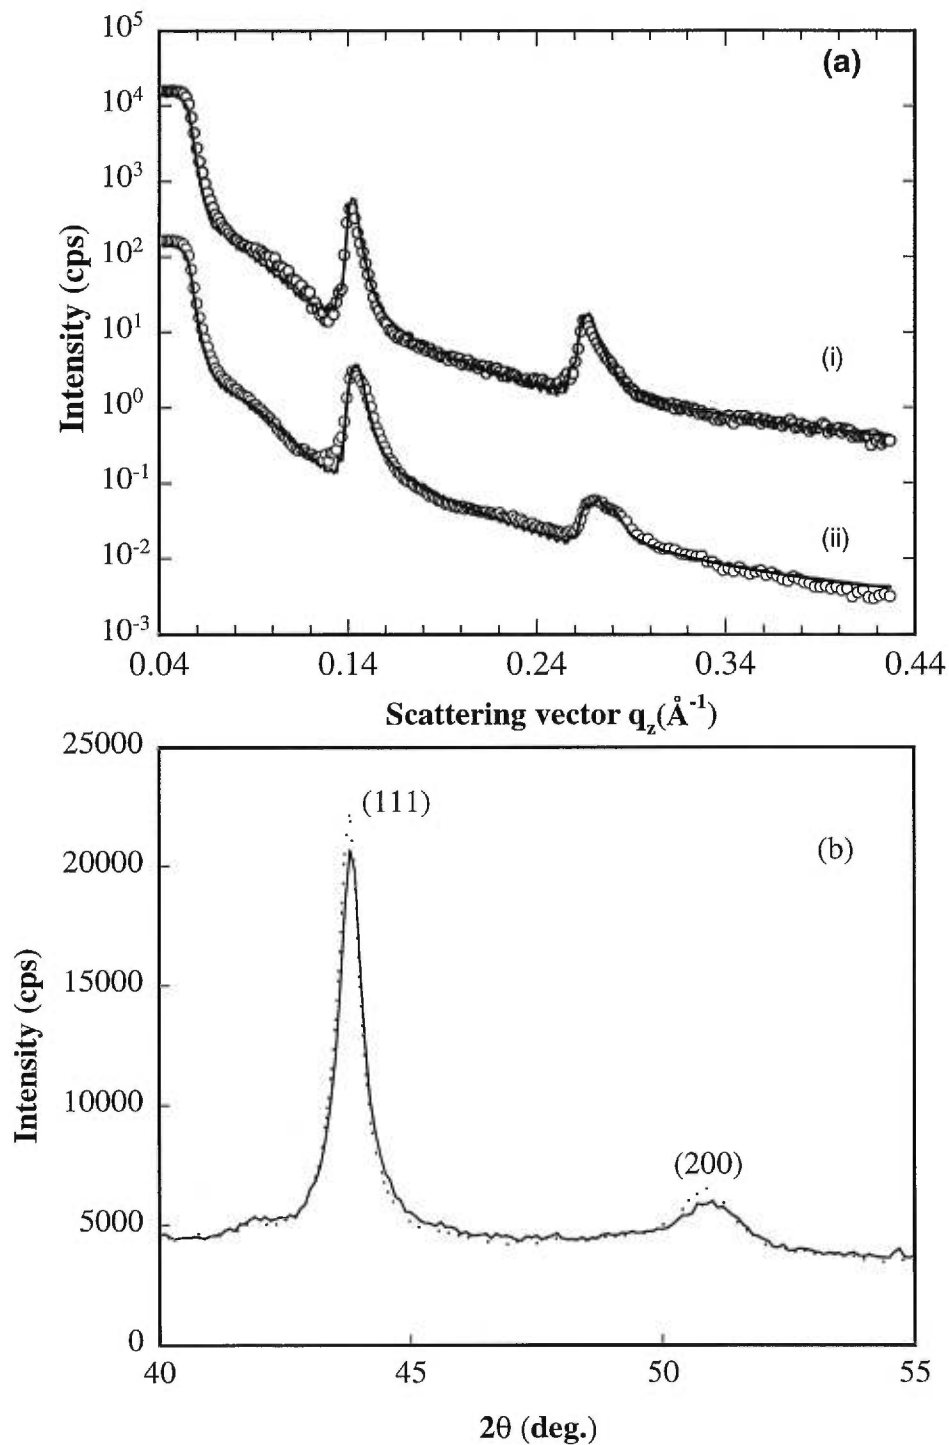 10^5
(a)
10^4
10^3
10^2
10^1
10^0
10^-1
10^-2
10^-3
Intensity (cps)
(i)
(ii)
0.04 0.14 0.24 0.34 0.44
Scattering vector q_z(Å^-1)
25000
(111)
(b)
20000
15000
10000
5000
0
Intensity (cps)
(200)
40 45 50 55
2θ (deg.)